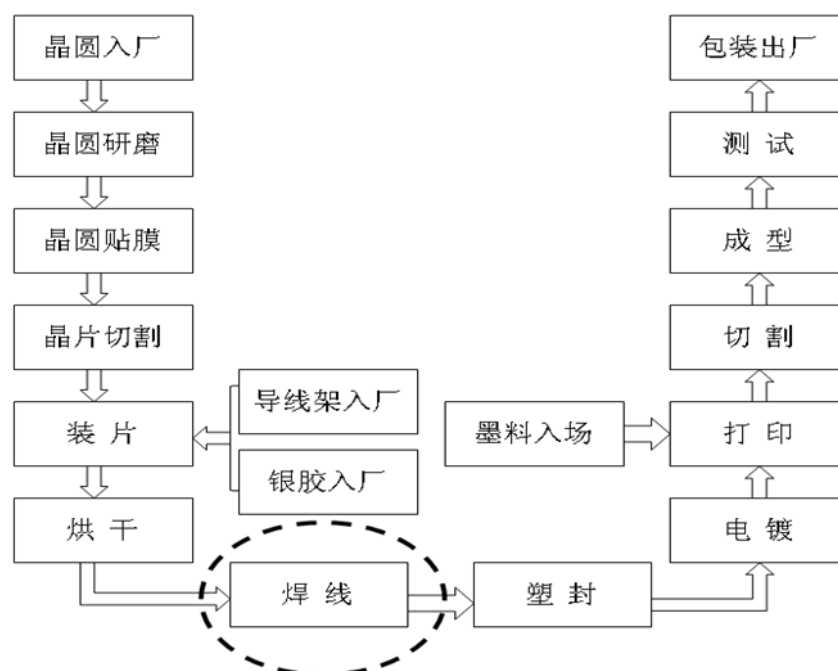 晶圆入厂
晶圆研磨
晶圆贴膜
晶片切割
装 片
导线架入厂
银胶入厂
烘 干
焊 线
塑 封
电 镀
墨料入场
打 印
切 割
成 型
测 试
包装出厂